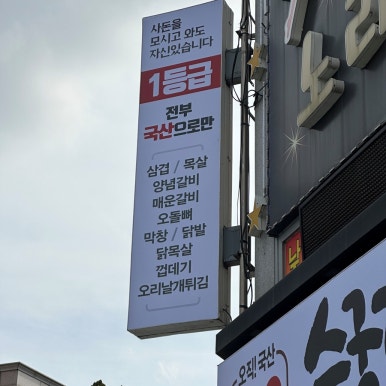 사돈을
모시고 와도
자신있습니다
1등급
전부
국산으로만
삼겹 / 목살
양념갈비
매운갈비
오돌뼈
막창 / 닭발
닭목살
껍데기
오리날개튀김
노래
오직! 국산